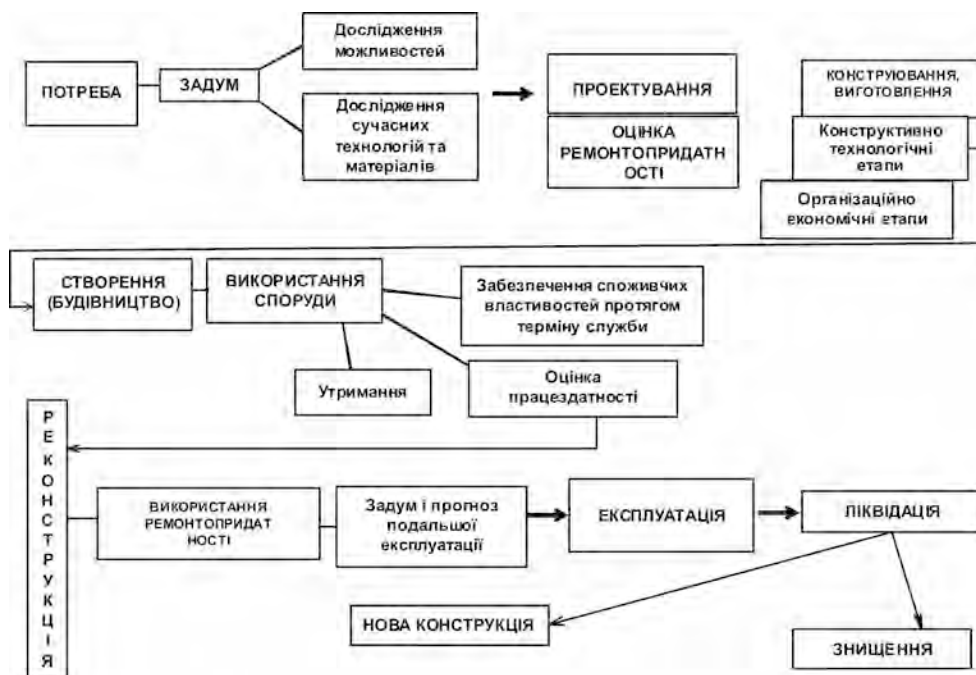 ПОТРЕБА
ЗАДУМ
Дослідження
можливостей
Дослідження
сучасних
технологій та
матеріалів
ПРОЕКТУВАННЯ
ОЦІНКА
РЕМОНТОПРИДАТН
ОСТІ
КОНСТРУЮВАННЯ,
ВИГОТОВЛЕННЯ
Конструктивно
технологічні
етапи
Організаційно
економічні етапи
СТВОРЕННЯ
(БУДІВНИЦТВО)
ВИКОРИСТАННЯ
СПОРУДИ
Забезпечення споживчих
властивостей протягом
терміну служби
Утримання
Оцінка
працездатності
РЕКОНСТРУКЦІЯ
ВИКОРИСТАННЯ
РЕМОНТОПРИДАТ
НОСТІ
Задум і прогноз
подальшої
експлуатації
ЕКСПЛУАТАЦІЯ
ЛІКВІДАЦІЯ
НОВА КОНСТРУКЦІЯ
ЗНИЩЕННЯ